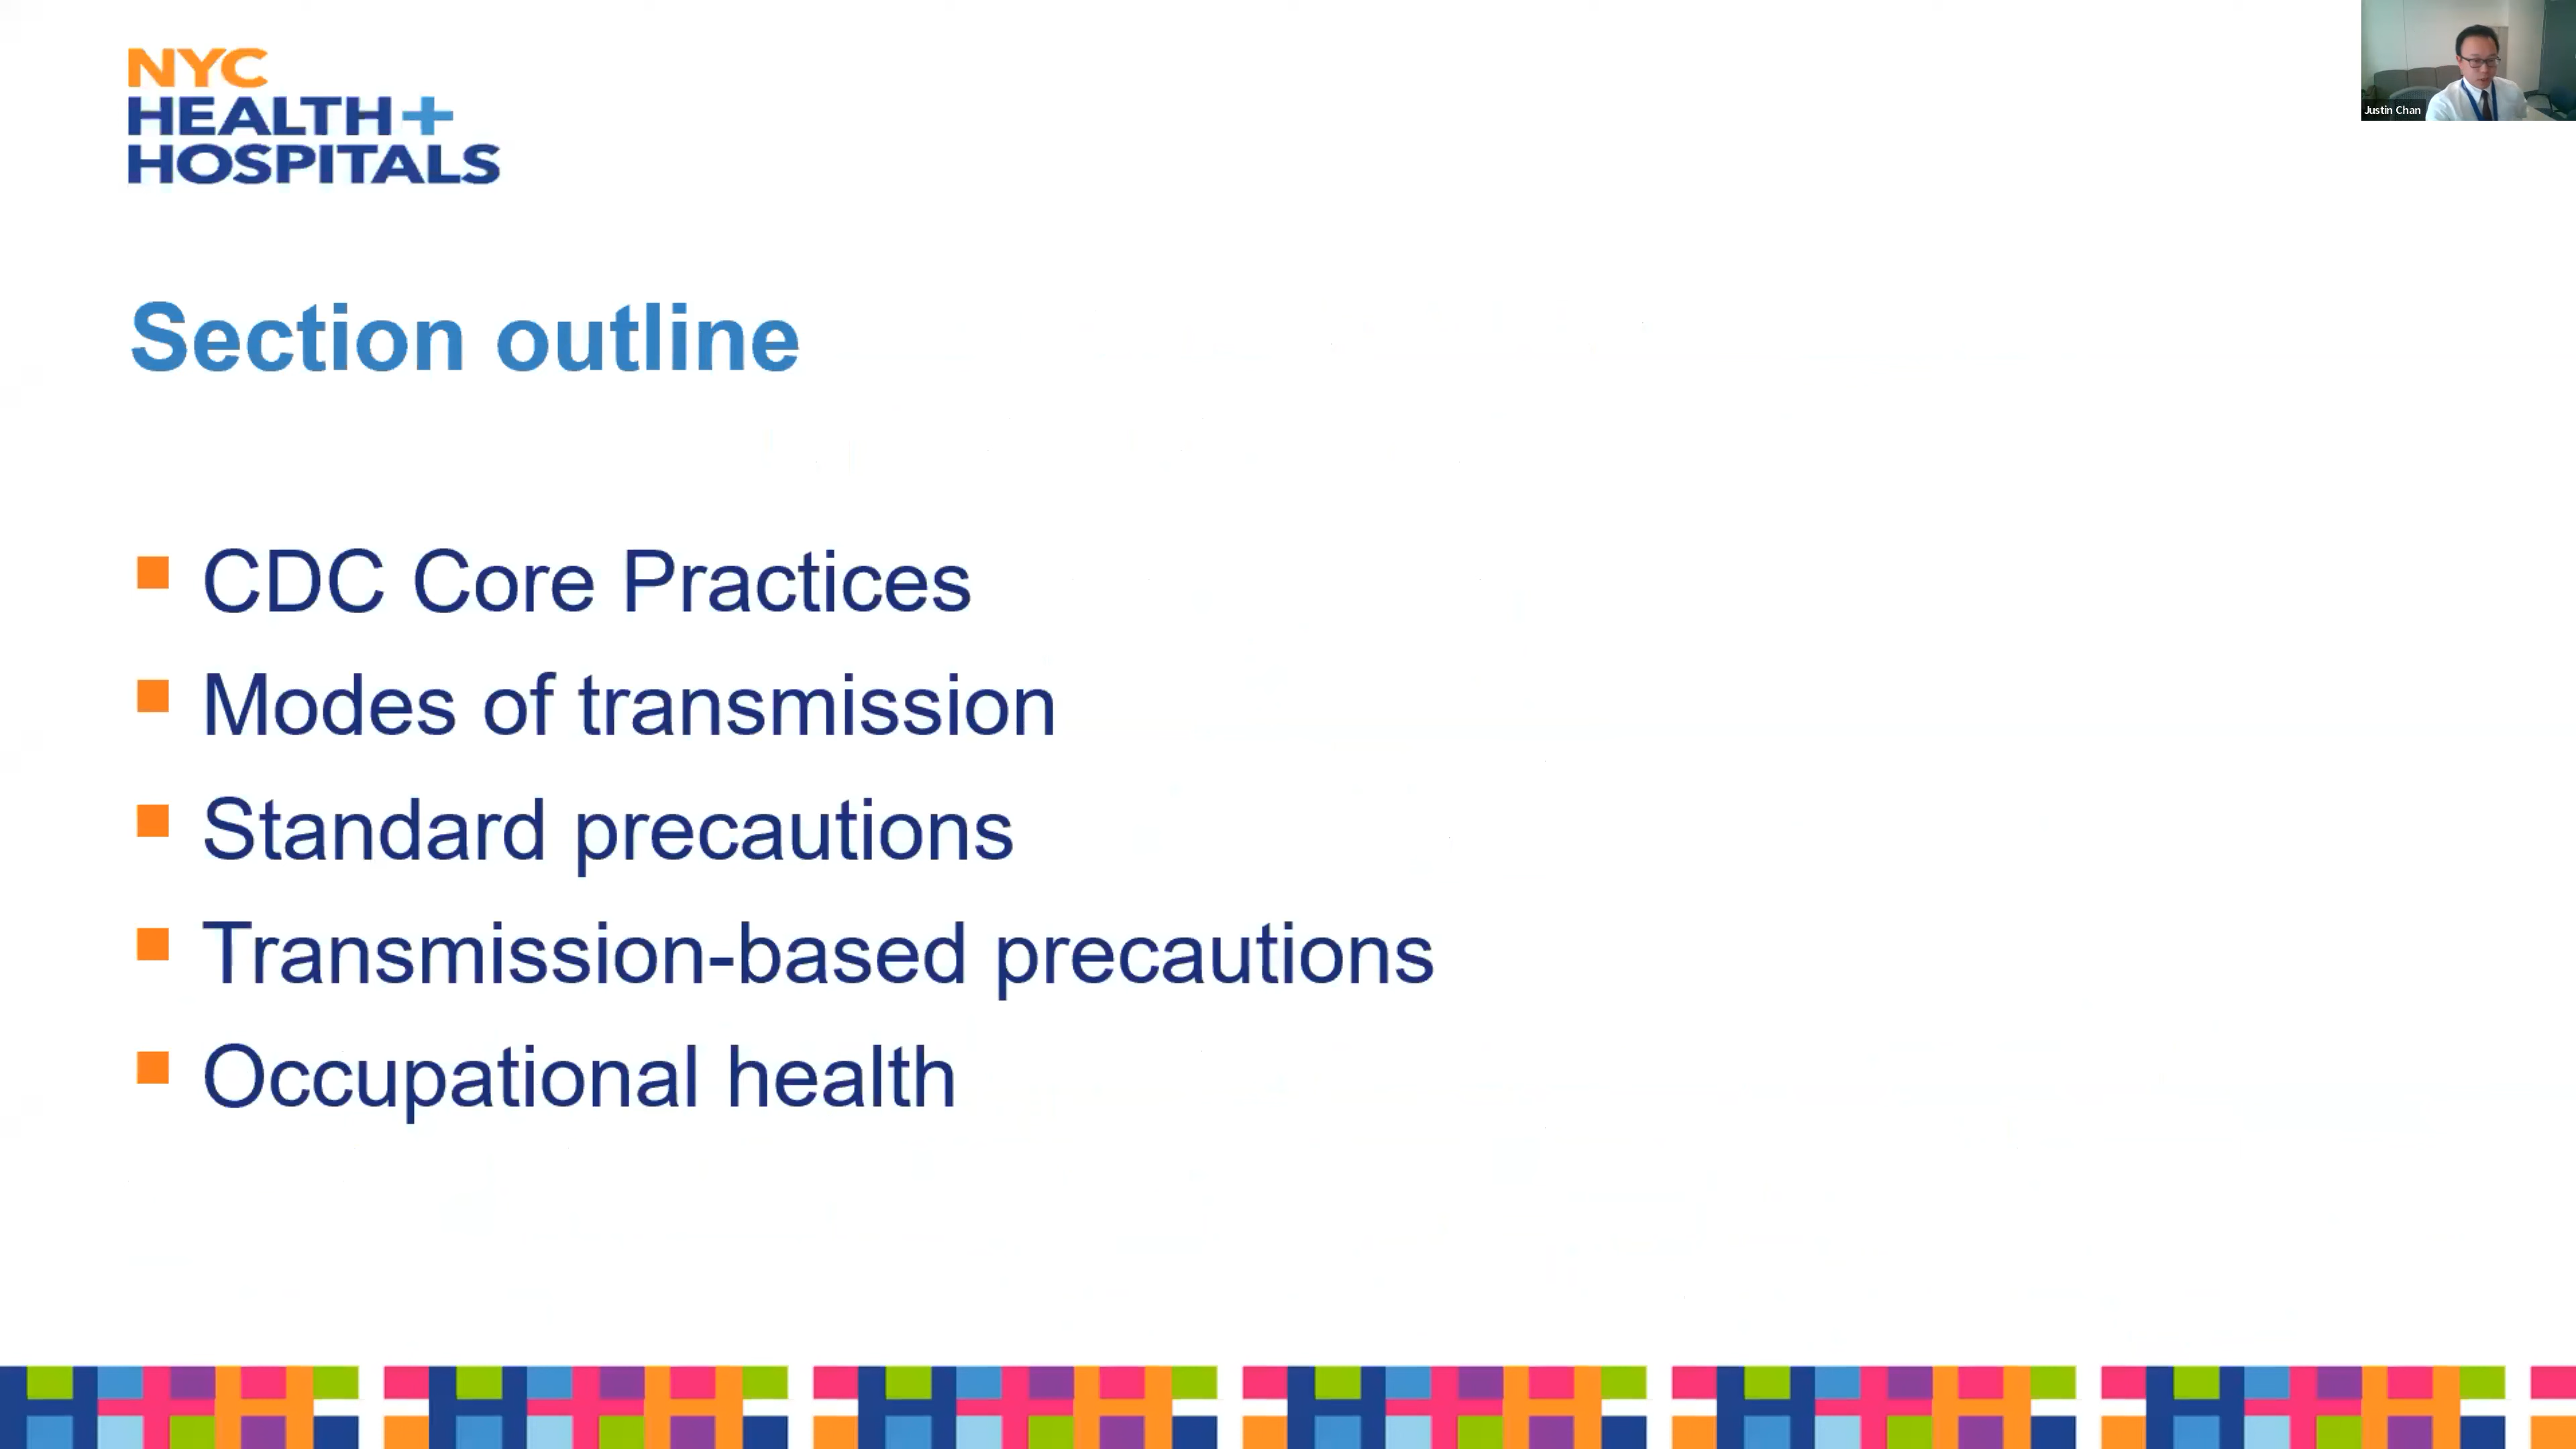 NYC
HEALTH+
HOSPITALS
Justin Chan
Section outline
CDC Core Practices
Modes of transmission
Standard precautions
Transmission-based precautions
Occupational health